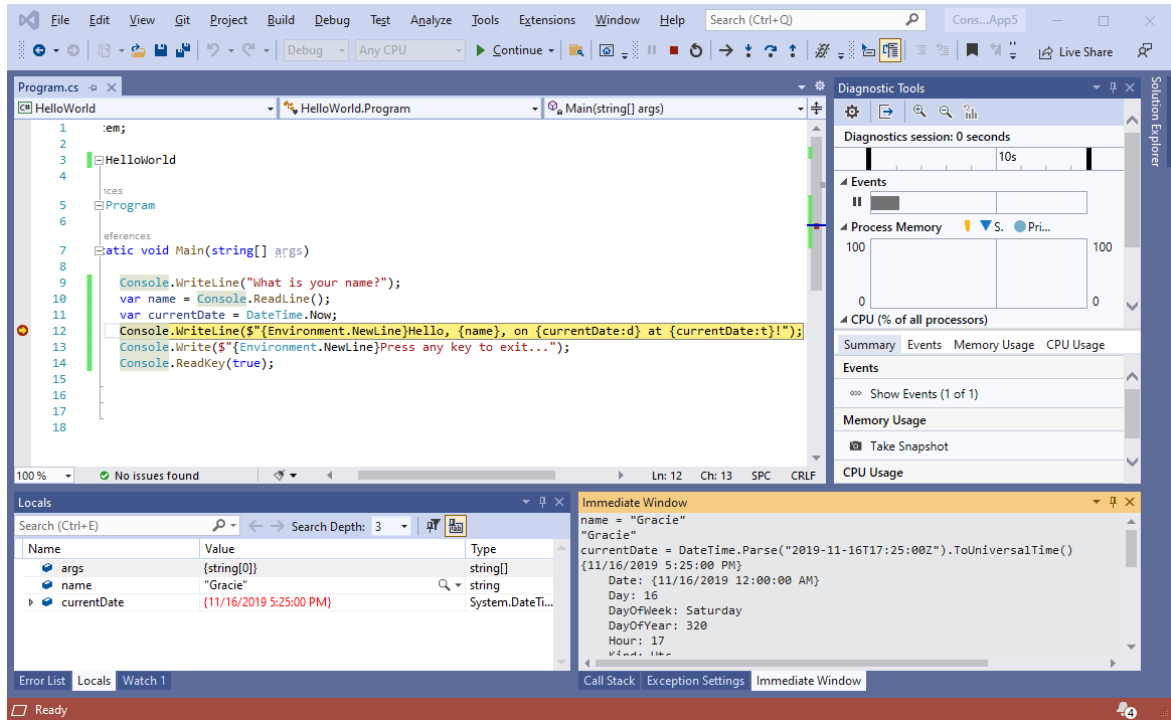 File Edit View Git Project Build Debug Test Analyze Tools Extensions Window Help Search (Ctrl+Q) Cons...App5
Debug Any CPU Continue Live Share
Program.cs
C# HelloWorld HelloWorld.Program Main(string[] args)
1 :em;
2
3 HelloWorld
4
5 Program
6
eferences
7 atic void Main(string[] args)
8
9 Console.WriteLine("What is your name?");
10 var name = Console.ReadLine();
11 var currentDate = DateTime.Now;
12 Console.WriteLine($"{Environment.NewLine}Hello, {name}, on {currentDate:d} at {currentDate:t}!");
13 Console.Write($"{Environment.NewLine}Press any key to exit...");
14 Console.ReadKey(true);
15
16
17
18
100 % No issues found Ln: 12 Ch: 13 SPC CRLF
Diagnostic Tools
Diagnostics session: 0 seconds
10s
Events
Process Memory S. Pri...
100 100
0 0
CPU (% of all processors)
Summary Events Memory Usage CPU Usage
Events
Show Events (1 of 1)
Memory Usage
Take Snapshot
CPU Usage
Solution Explorer
Locals
Search (Ctrl+E) Search Depth: 3
Name Value Type
args {string[0]} string[]
name "Gracie" string
currentDate {11/16/2019 5:25:00 PM} System.DateTi...
Error List Locals Watch 1
Immediate Window
name = "Gracie"
"Gracie"
currentDate = DateTime.Parse("2019-11-16T17:25:00Z").ToUniversalTime()
{11/16/2019 5:25:00 PM}
Date: {11/16/2019 12:00:00 AM}
Day: 16
DayOfWeek: Saturday
DayOfYear: 320
Hour: 17
Kind: Utc
Call Stack Exception Settings Immediate Window
Ready 4